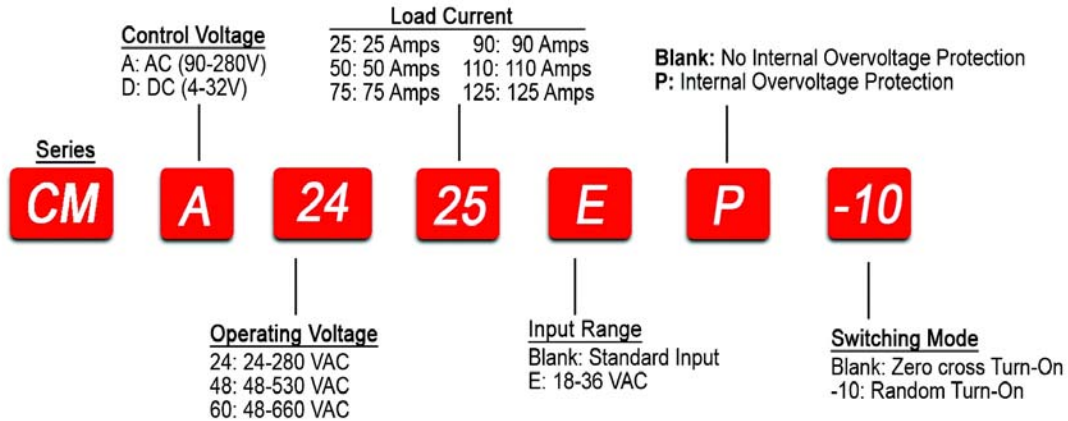 Load Current
25: 25 Amps 90: 90 Amps
50: 50 Amps 110: 110 Amps
75: 75 Amps 125: 125 Amps
Control Voltage
A: AC (90-280V)
D: DC (4-32V)
Blank: No Internal Overvoltage Protection
P: Internal Overvoltage Protection
Series
CM A 24 25 E P -10
Operating Voltage
24: 24-280 VAC
48: 48-530 VAC
60: 48-660 VAC
Input Range
Blank: Standard Input
E: 18-36 VAC
Switching Mode
Blank: Zero cross Turn-On
-10: Random Turn-On